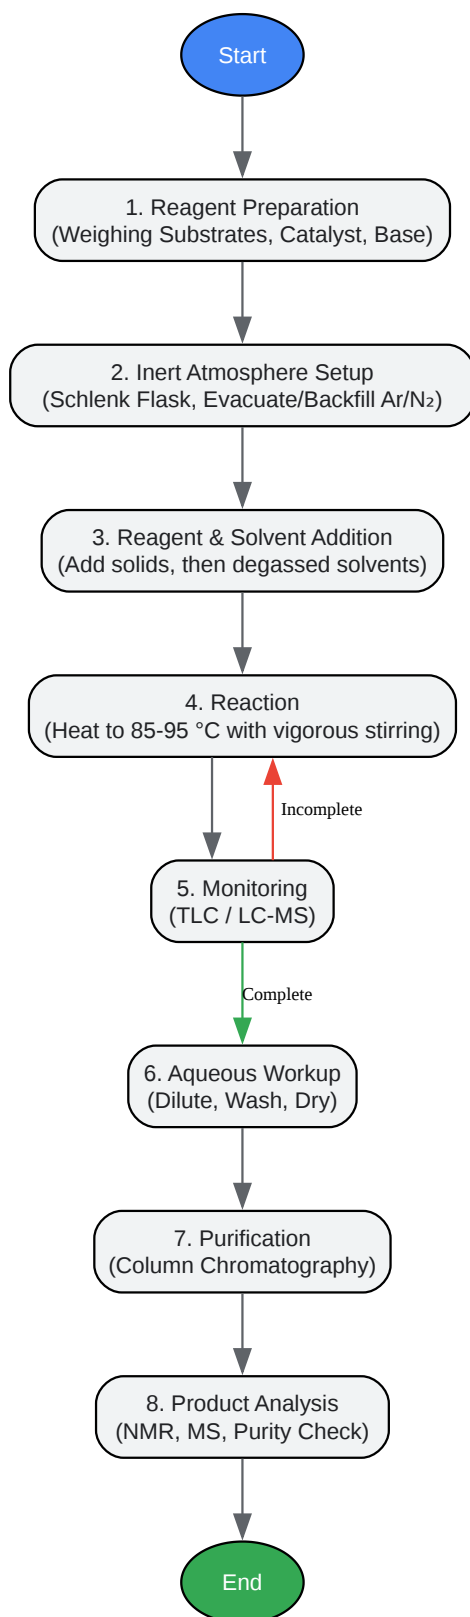 Start
1. Reagent Preparation
(Weighing Substrates, Catalyst, Base)
2. Inert Atmosphere Setup
(Schlenk Flask, Evacuate/Backfill Ar/N₂)
3. Reagent & Solvent Addition
(Add solids, then degassed solvents)
4. Reaction
(Heat to 85-95 °C with vigorous stirring)
Incomplete
5. Monitoring
(TLC / LC-MS)
Complete
6. Aqueous Workup
(Dilute, Wash, Dry)
7. Purification
(Column Chromatography)
8. Product Analysis
(NMR, MS, Purity Check)
End